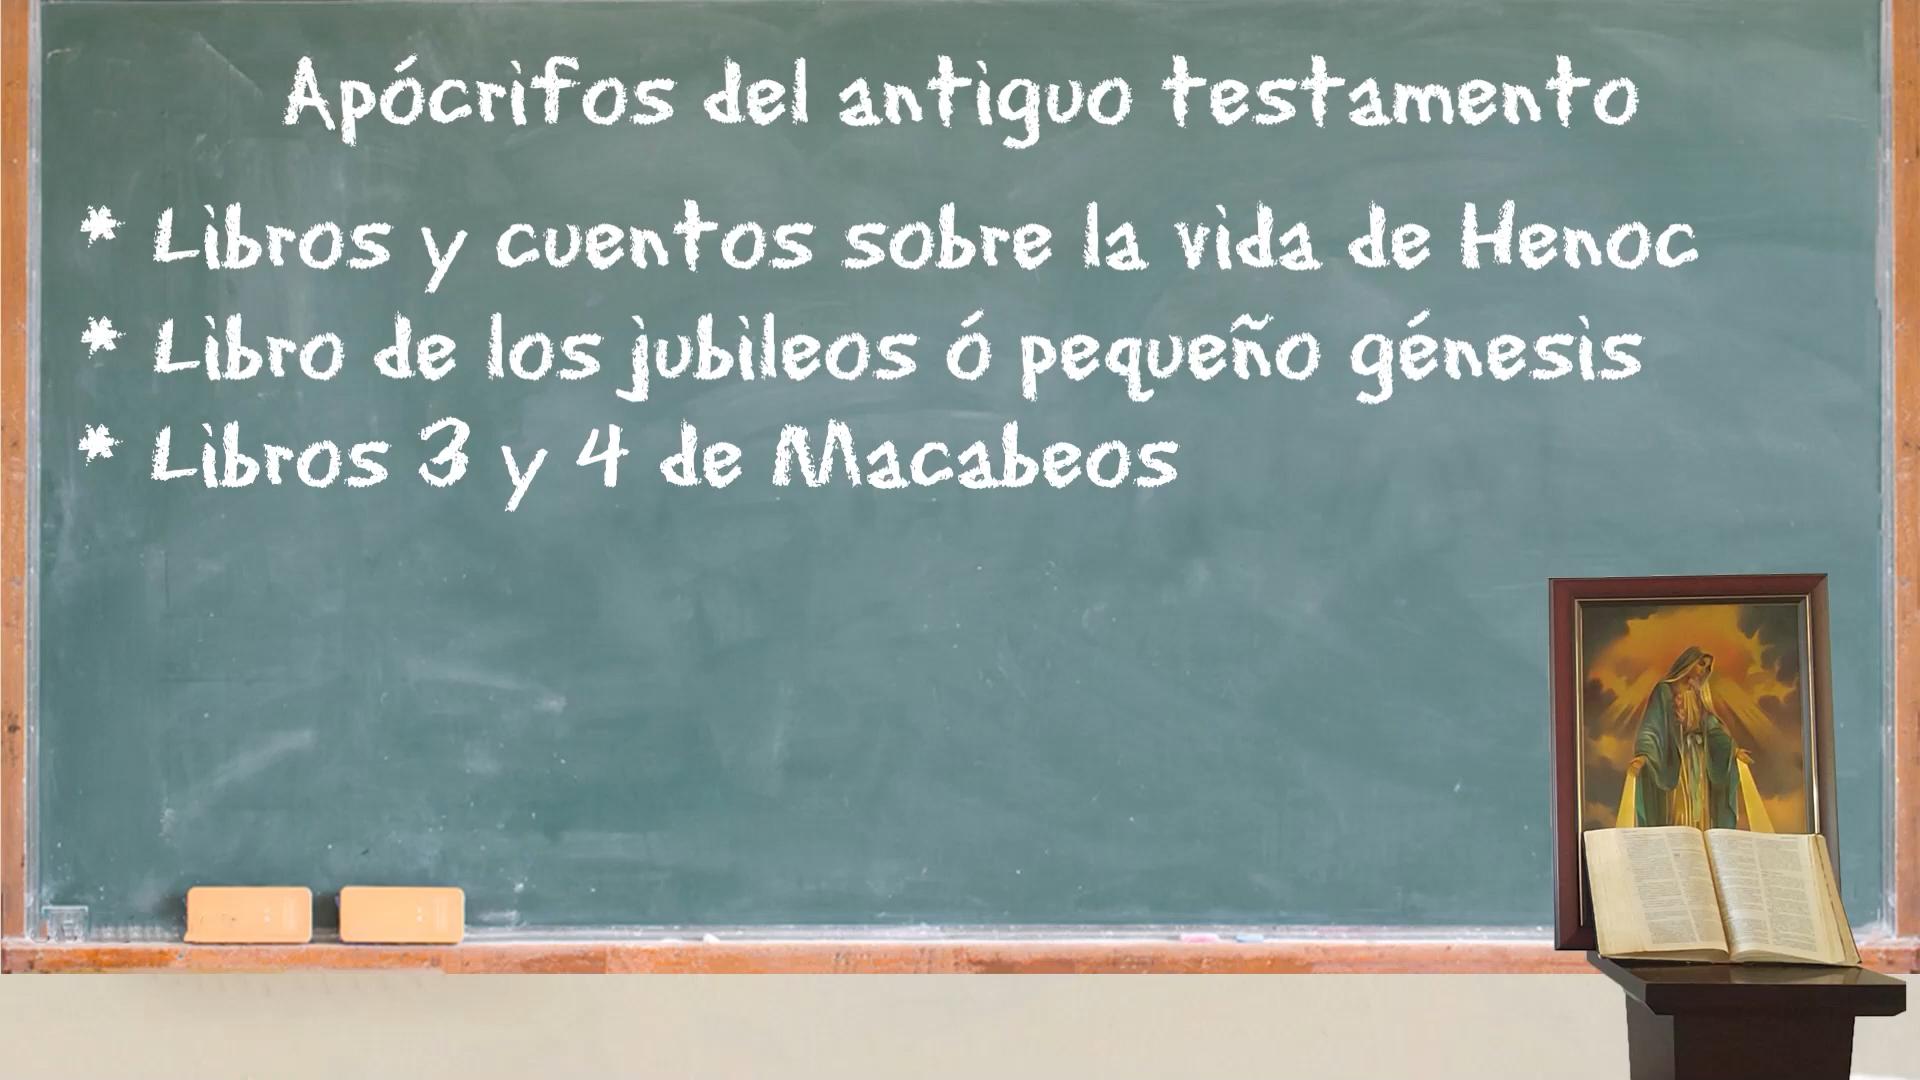 Apócrifos del antiguo testamento
* Libros y cuentos sobre la vida de Henoc
* Libro de los jubileos ó pequeño génesis
* Libros 3 y 4 de Macabeos